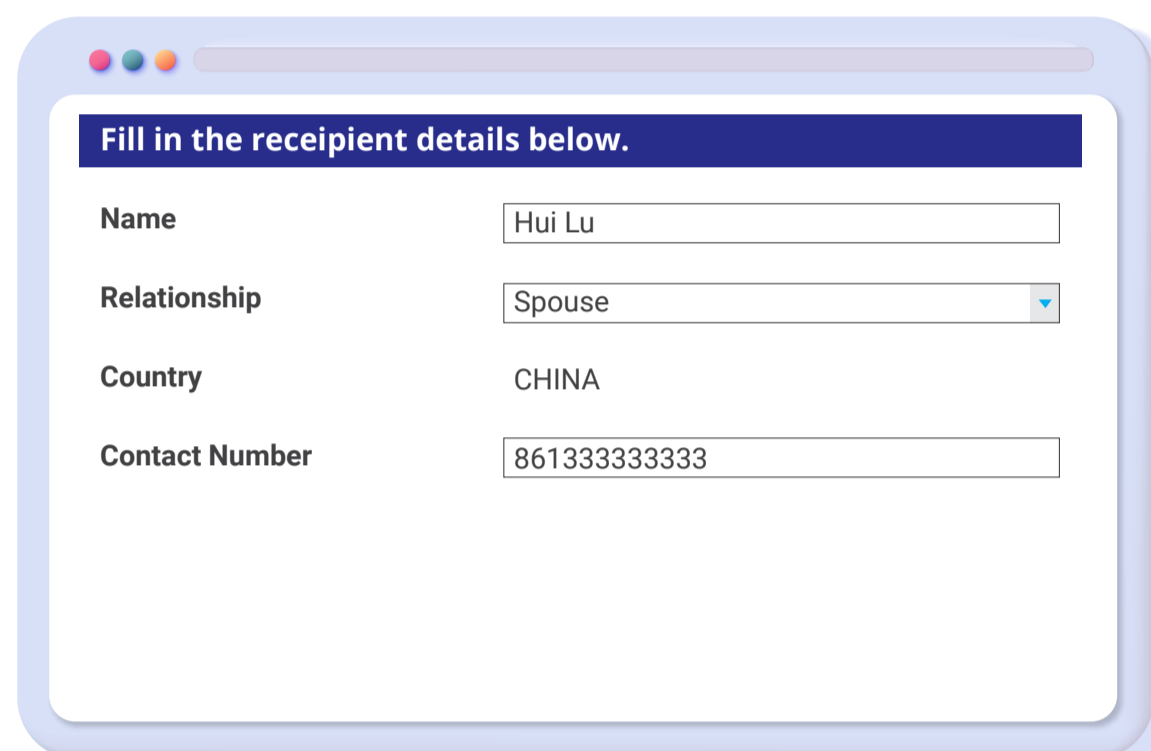 Fill in the receipient details below.
Name
Hui Lu
Relationship
Spouse
Country
CHINA
Contact Number
861333333333